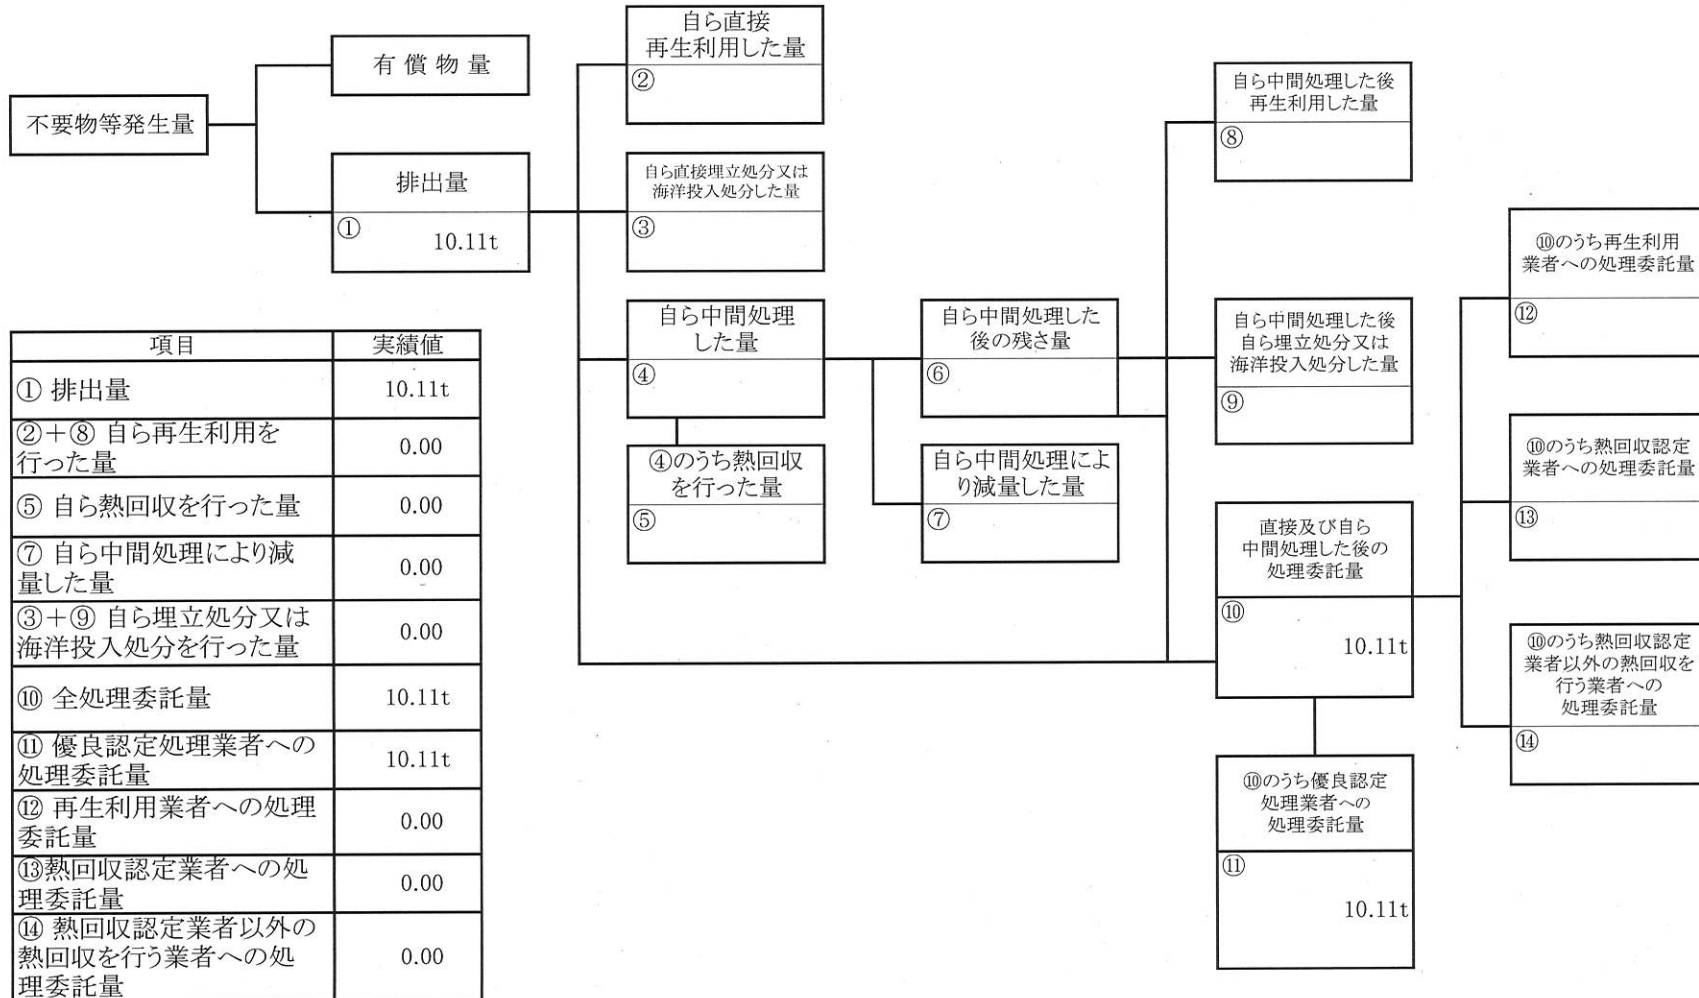 不要物等発生量
有償物量
排出量
①
10.11t
自ら直接
再生利用した量
②
自ら直接埋立処分又は
海洋投入処分した量
③
自ら中間処理
した量
④
④のうち熱回収
を行った量
⑤
自ら中間処理した
後の残さ量
⑥
自ら中間処理によ
り減量した量
⑦
自ら中間処理した後
再生利用した量
⑧
自ら中間処理した後
自ら埋立処分又は
海洋投入処分した量
⑨
直接及び自ら
中間処理した後の
処理委託量
⑩
10.11t
⑩のうち優良認定
処理業者への
処理委託量
⑪
10.11t
⑩のうち再生利用
業者への処理委託量
⑫
⑩のうち熱回収認定
業者への処理委託量
⑬
⑩のうち熱回収認定
業者以外の熱回収を
行う業者への
処理委託量
⑭
項目 実績値
① 排出量 10.11t
②+⑧ 自ら再生利用を
行った量 0.00
⑤ 自ら熱回収を行った量 0.00
⑦ 自ら中間処理により減
量した量 0.00
③+⑨ 自ら埋立処分又は
海洋投入処分を行った量 0.00
⑩ 全処理委託量 10.11t
⑪ 優良認定処理業者への
処理委託量 10.11t
⑫ 再生利用業者への処理
委託量 0.00
⑬熱回収認定業者への処
理委託量 0.00
⑭ 熱回収認定業者以外の
熱回収を行う業者への処
理委託量 0.00